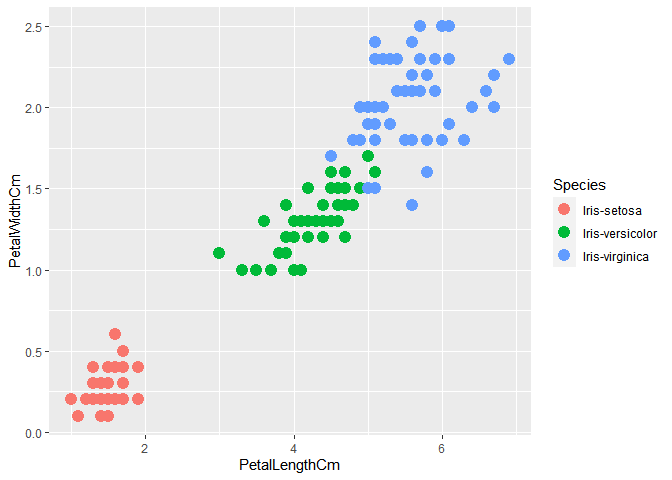 2.5
2.0
1.5
1.0
0.5
0.0
PetalWidthCm
2 4 6
PetalLengthCm
Species
Iris-setosa
Iris-versicolor
Iris-virginica